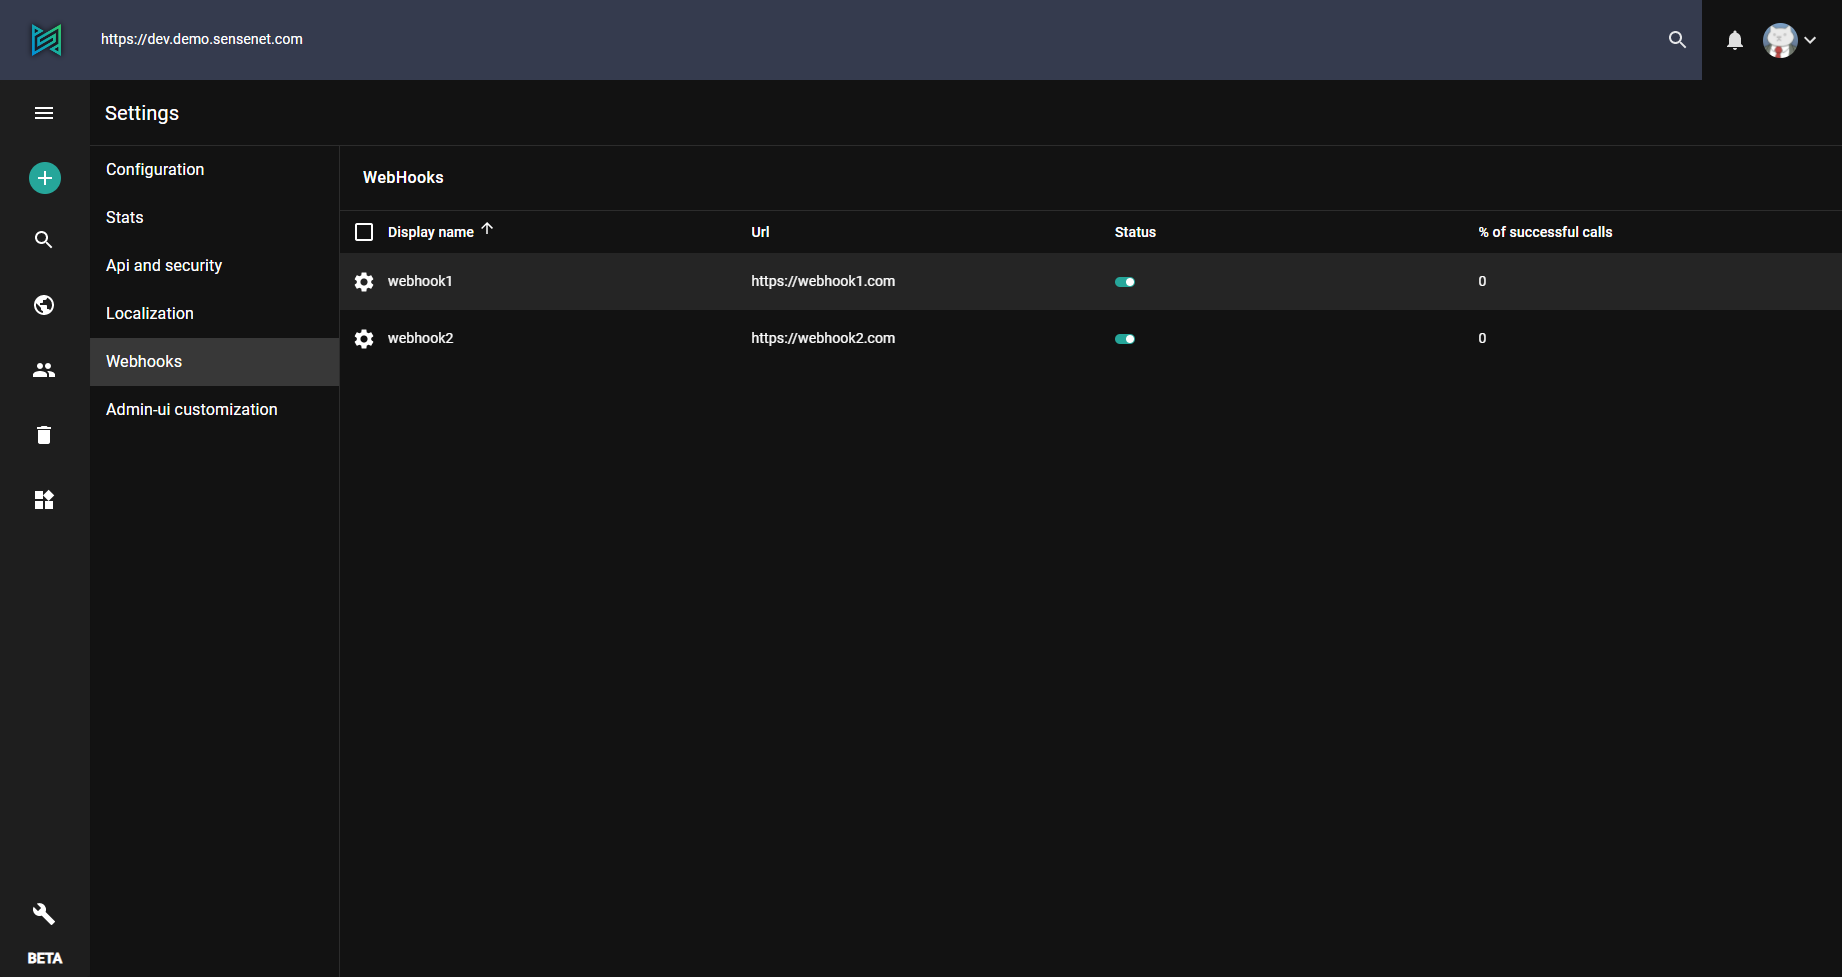 https://dev.demo.sensenet.com
Settings
Configuration
Stats
Api and security
Localization
Webhooks
Admin-ui customization
WebHooks
Display name Url Status % of successful calls
webhook1 https://webhook1.com 0
webhook2 https://webhook2.com 0
BETA